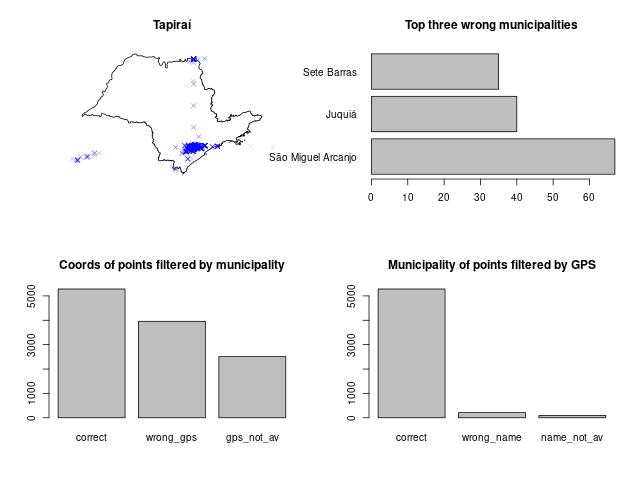 Tapiraí
Top three wrong municipalities
Sete Barras
Juquiá
São Miguel Arcanjo
0 10 20 30 40 50 60
Coords of points filtered by municipality
5000
3000
1000
0
correct wrong_gps gps_not_av
Municipality of points filtered by GPS
5000
3000
1000
0
correct wrong_name name_not_av